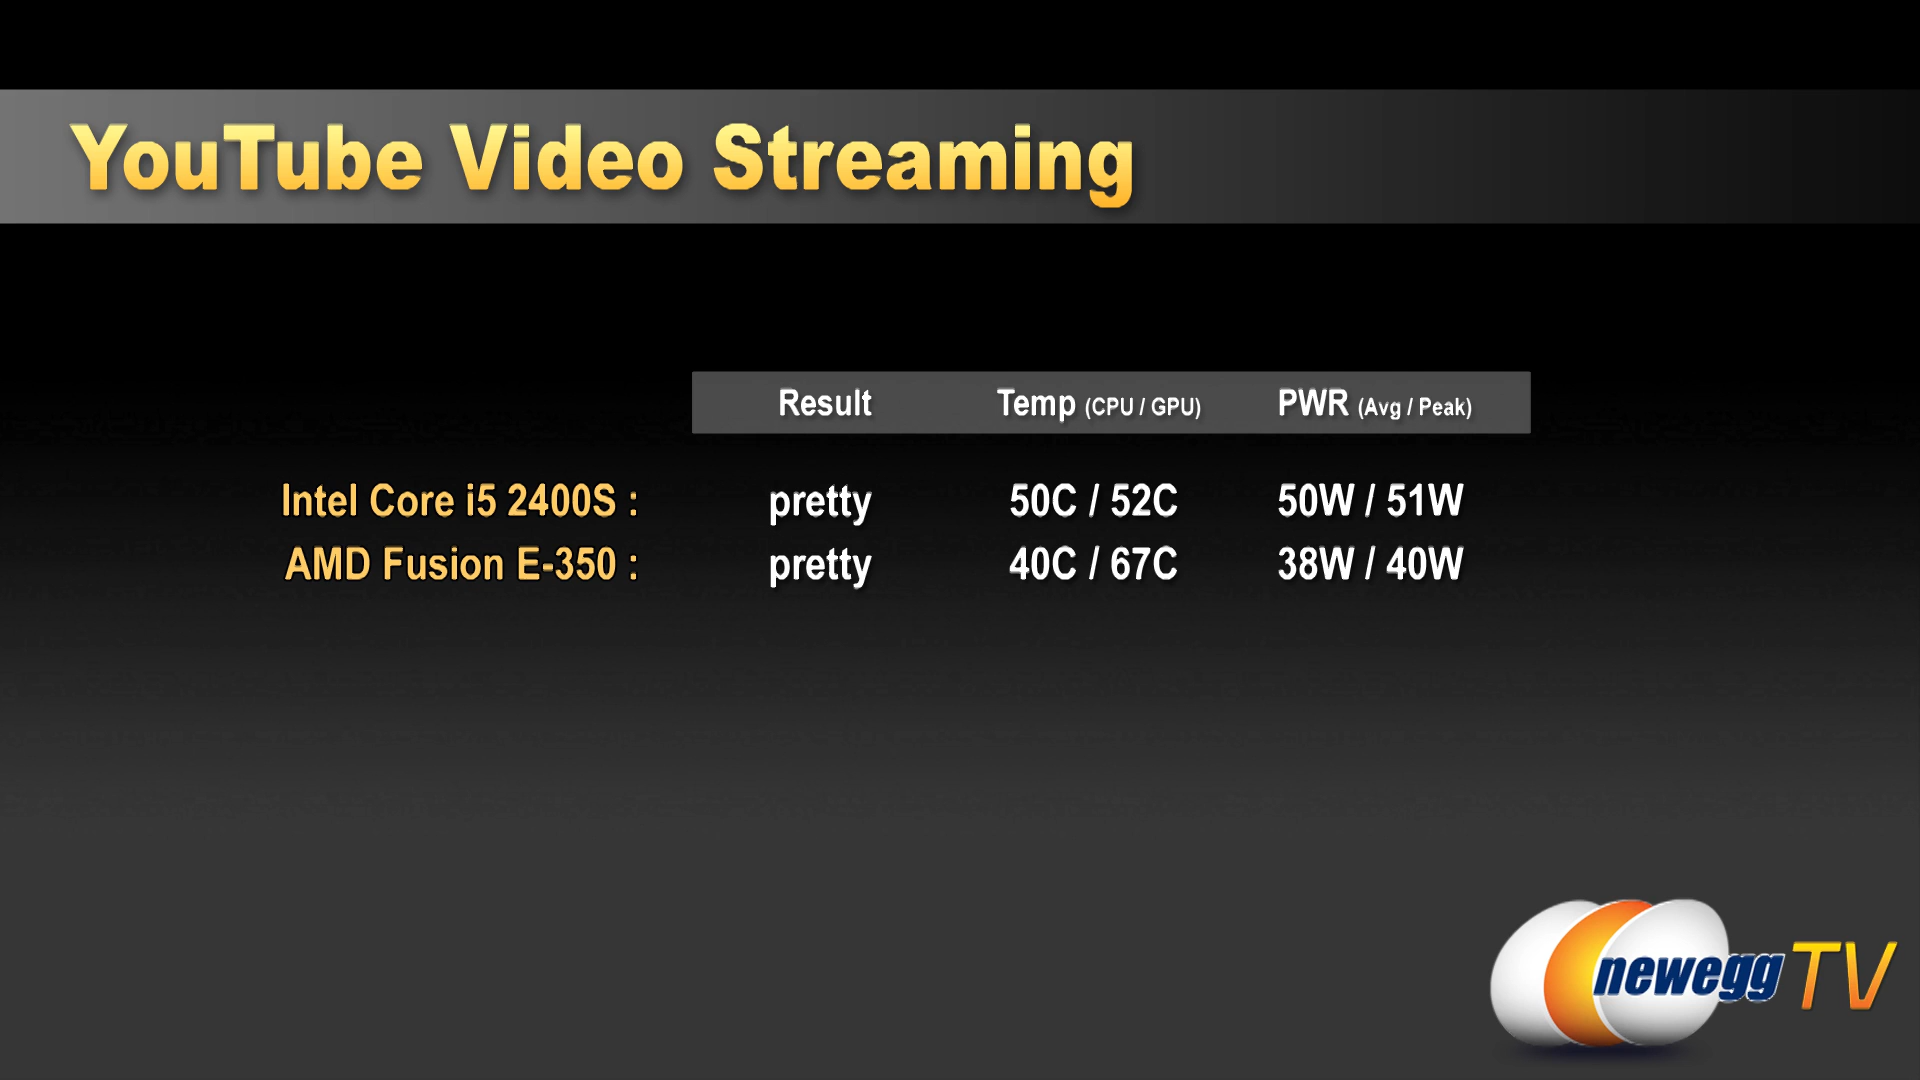 YouTube Video Streaming
Result Temp (CPU / GPU) PWR (Avg / Peak)
Intel Core i5 2400S : pretty 50C / 52C 50W / 51W
AMD Fusion E-350 : pretty 40C / 67C 38W / 40W
newegg TV